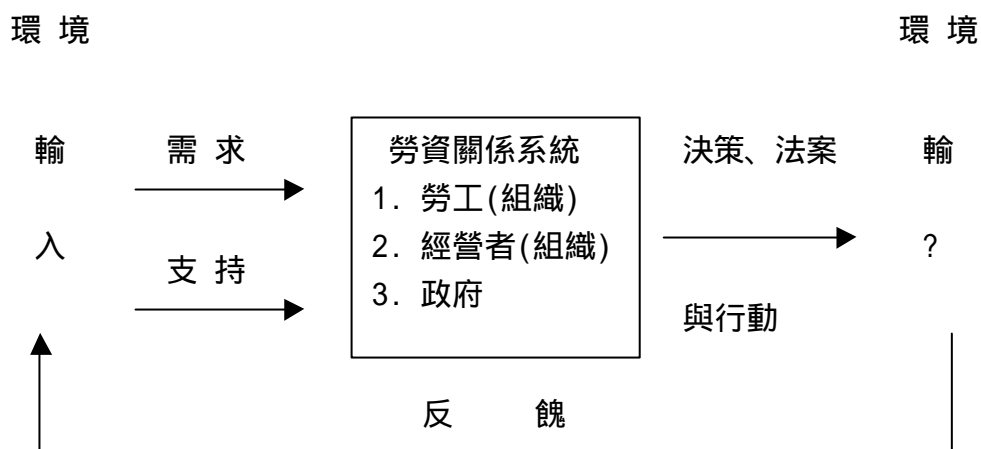 環 境 環 境
輸 需 求 勞資關係系統 決策、法案 輸
1. 勞工(組織)
入 2. 經營者(組織) ?
支 持 3. 政府
與行動
反 餽